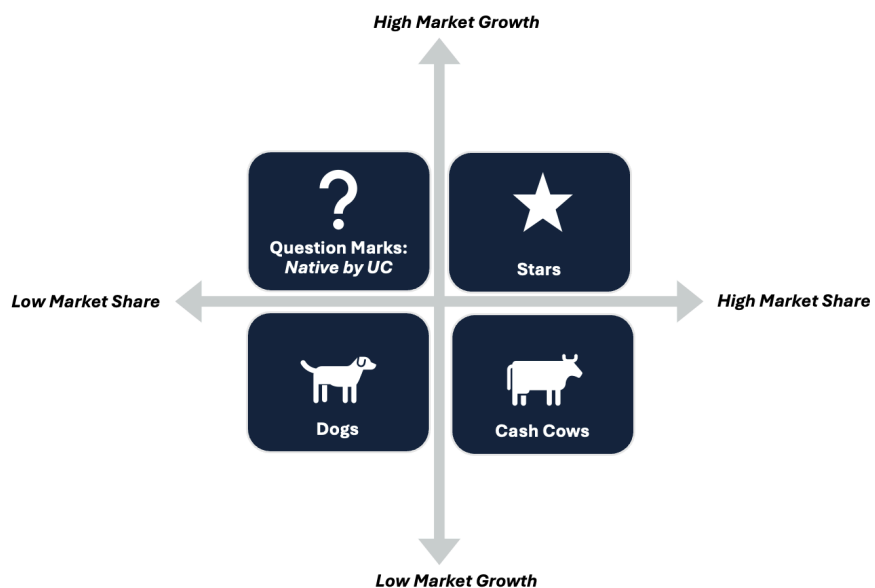 High Market Growth
?
Question Marks:
Native by UC
Stars
Low Market Share
High Market Share
Dogs
Cash Cows
Low Market Growth